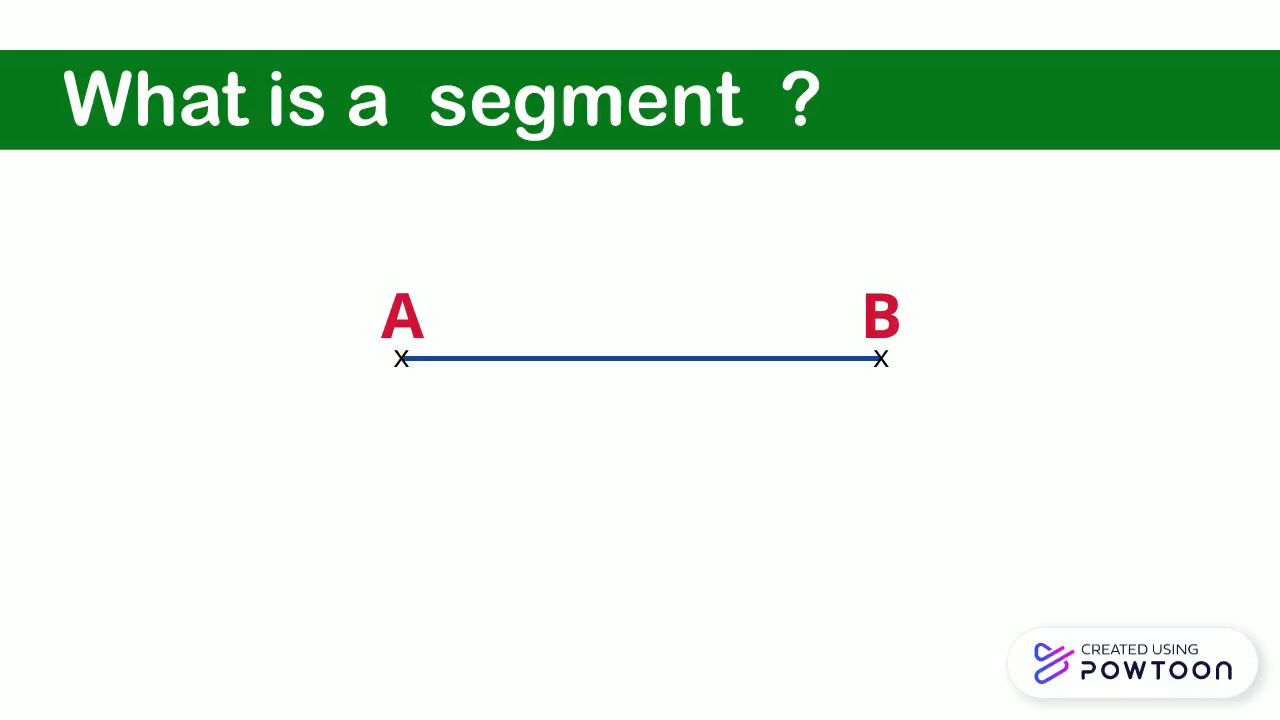 What is a segment ?
A B
x x
CREATED USING
POWTOON